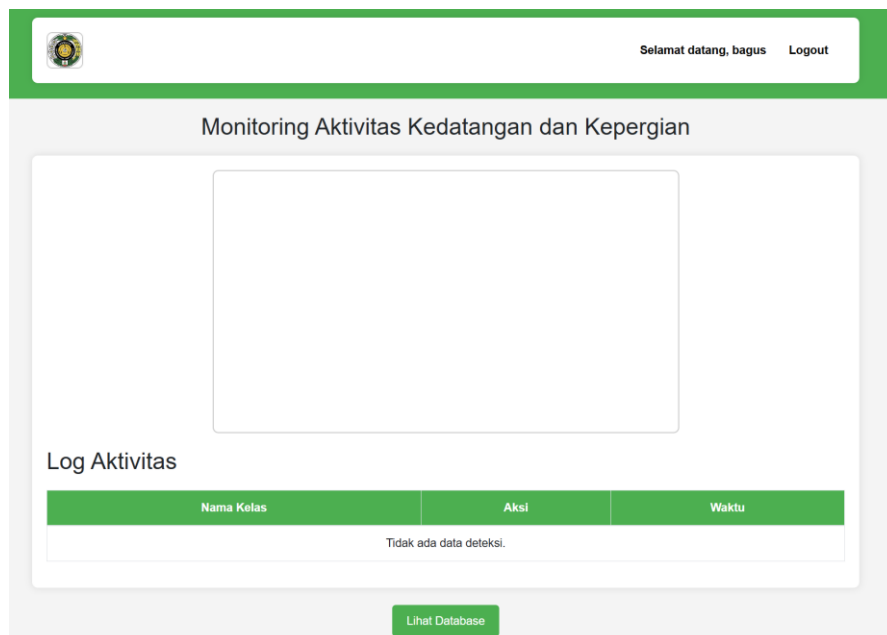 Selamat datang, bagus Logout
Monitoring Aktivitas Kedatangan dan Kepergian
Log Aktivitas
Nama Kelas Aksi Waktu
Tidak ada data deteksi.
Lihat Database